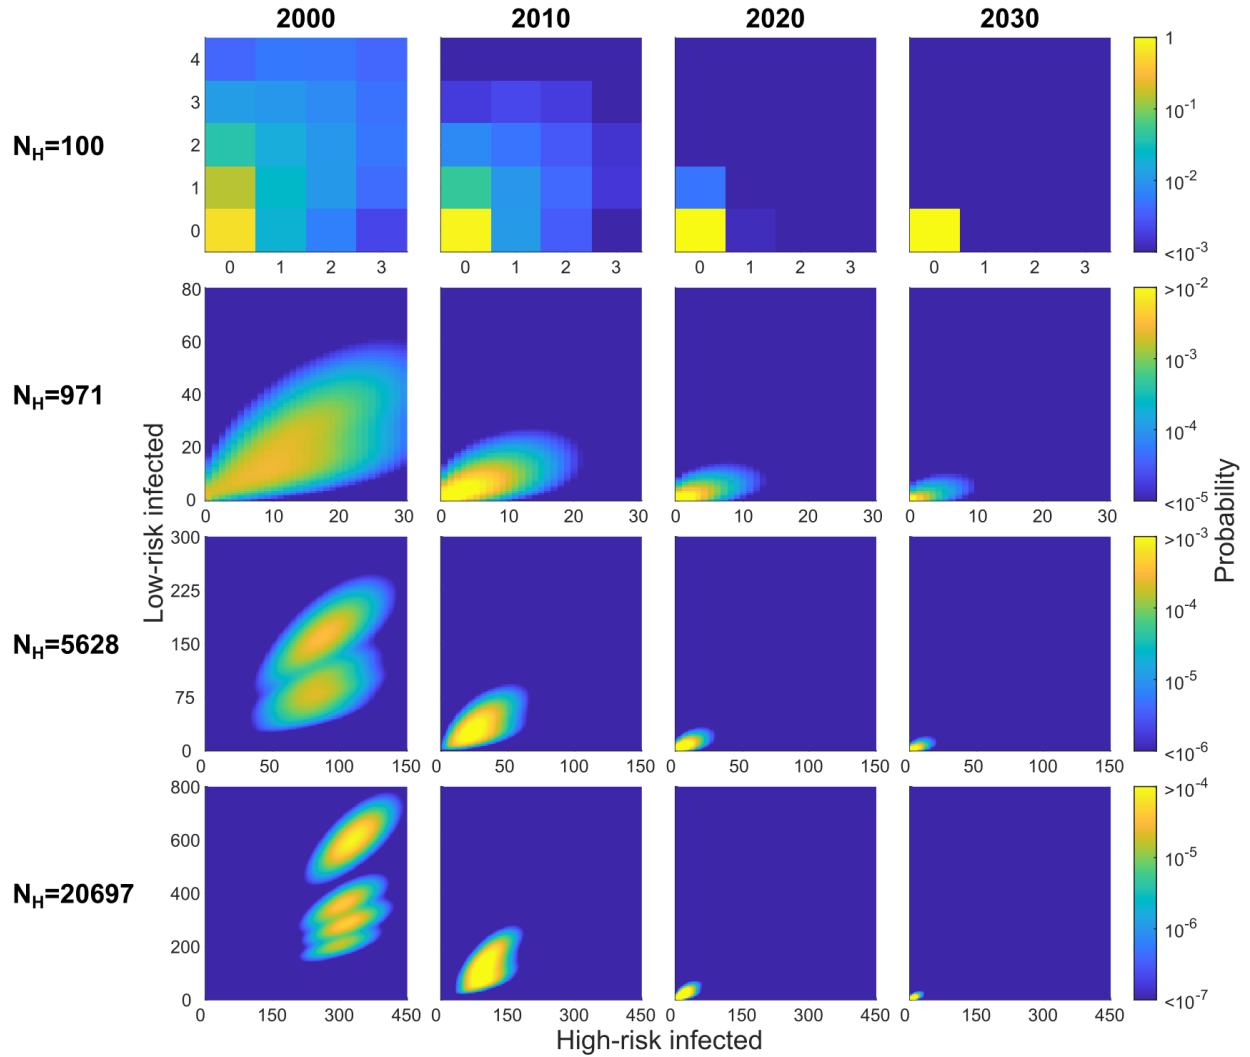 2000 2010 2020 2030
N_H=100
4
3
2
1
0
0 1 2 3
0 1 2 3
0 1 2 3
0 1 2 3
1
10^-1
10^-2
<10^-3
N_H=971
80
60
40
20
0
0 10 20 30
0 10 20 30
0 10 20 30
0 10 20 30
>10^-2
10^-3
10^-4
<10^-5
Low-risk infected
Probability
N_H=5628
300
225
150
75
0
0 50 100 150
0 50 100 150
0 50 100 150
0 50 100 150
>10^-3
10^-4
10^-5
<10^-6
N_H=20697
800
600
400
200
0
0 150 300 450
0 150 300 450
0 150 300 450
0 150 300 450
>10^-4
10^-5
10^-6
<10^-7
High-risk infected